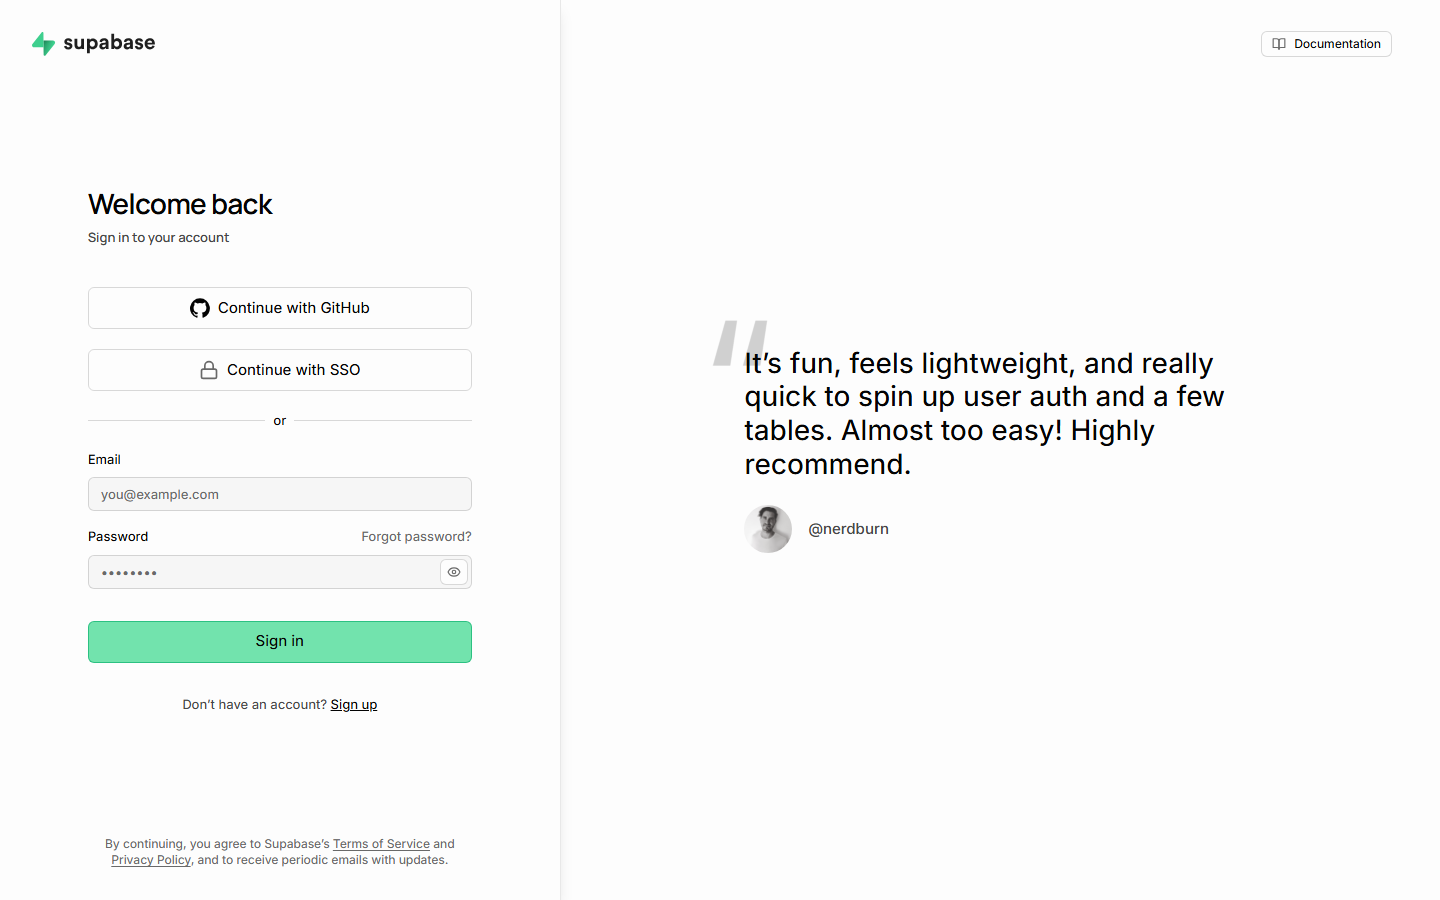 supabase
Documentation
Welcome back
Sign in to your account
Continue with GitHub
Continue with SSO
or
Email
you@example.com
Password
Forgot password?
••••••••
Sign in
Don’t have an account? Sign up
By continuing, you agree to Supabase’s Terms of Service and
Privacy Policy, and to receive periodic emails with updates.
"
It’s fun, feels lightweight, and really
quick to spin up user auth and a few
tables. Almost too easy! Highly
recommend.
@nerdburn